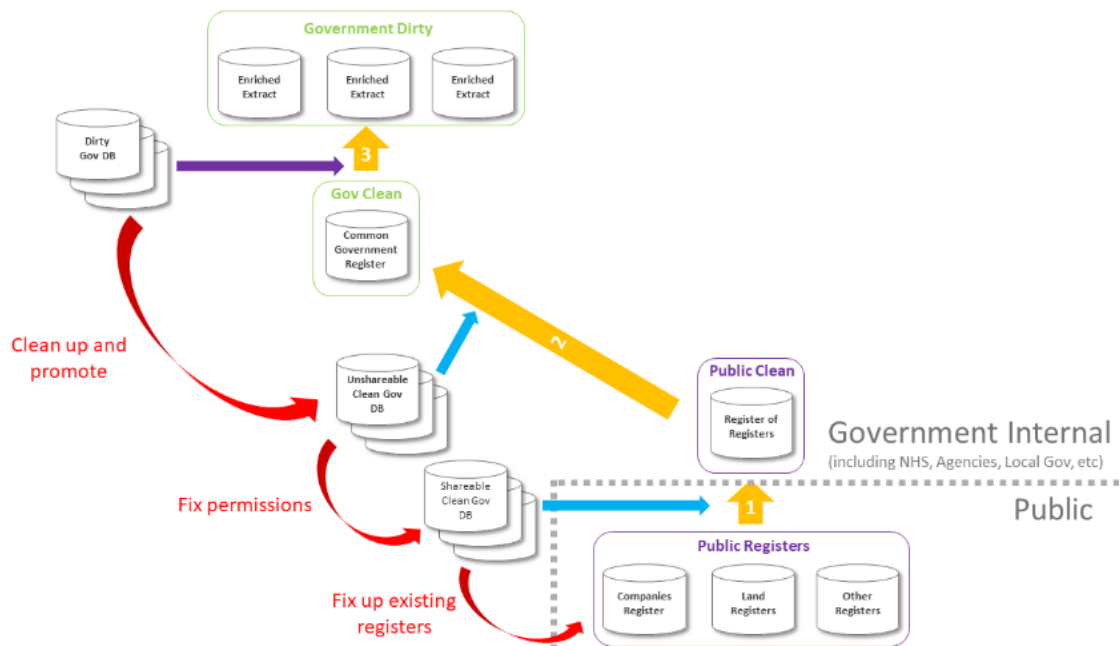 Government Dirty
Enriched
Extract
Enriched
Extract
Enriched
Extract
Dirty
Gov DB
3
Gov Clean
Common
Government
Register
Clean up and
promote
2
Unshareable
Clean Gov
DB
Public Clean
Register of
Registers
Government Internal
(including NHS, Agencies, Local Gov, etc)
Fix permissions
Shareable
Clean Gov
DB
1
Public
Public Registers
Companies
Register
Land
Registers
Other
Registers
Fix up existing
registers